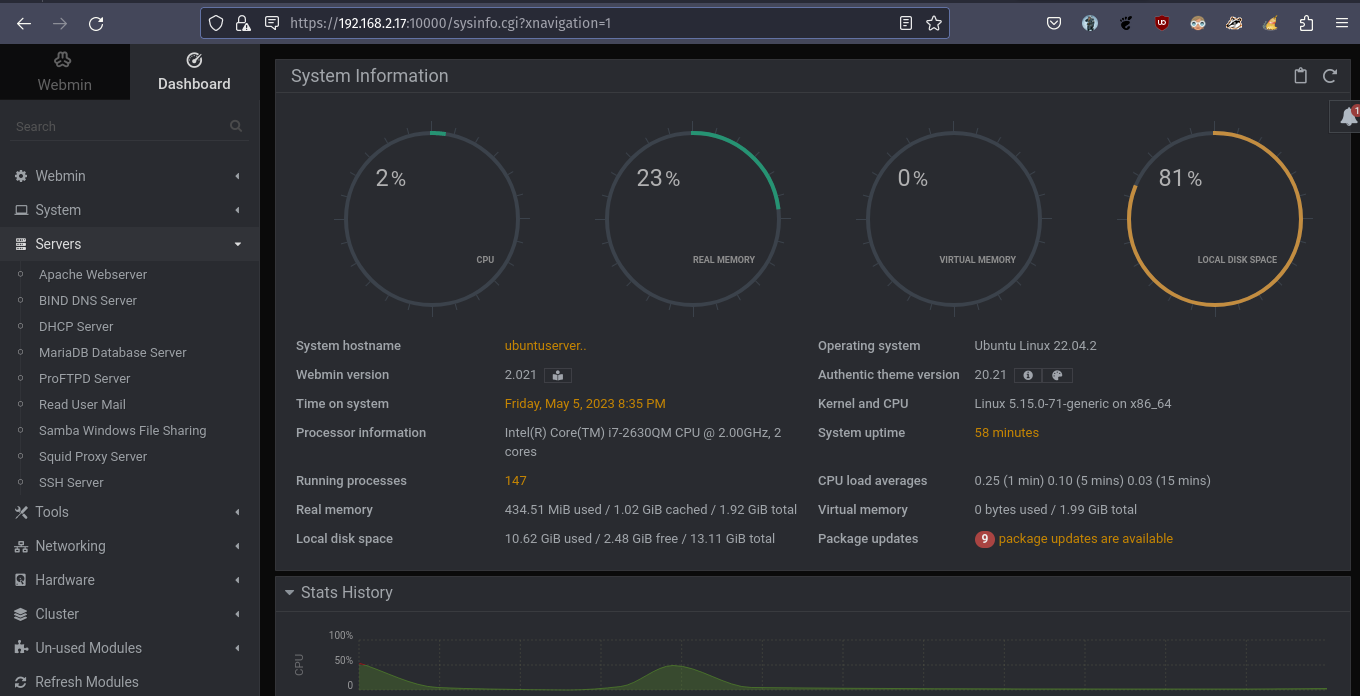 https://192.168.2.17:10000/sysinfo.cgi?xnavigation=1
Webmin
Dashboard
Search
Webmin
System
Servers
Apache Webserver
BIND DNS Server
DHCP Server
MariaDB Database Server
ProFTPD Server
Read User Mail
Samba Windows File Sharing
Squid Proxy Server
SSH Server
Tools
Networking
Hardware
Cluster
Un-used Modules
Refresh Modules
System Information
1
2%
CPU
23%
REAL MEMORY
0%
VIRTUAL MEMORY
81%
LOCAL DISK SPACE
System hostname
ubuntuserver..
Operating system
Ubuntu Linux 22.04.2
Webmin version
2.021
Authentic theme version
20.21
Time on system
Friday, May 5, 2023 8:35 PM
Kernel and CPU
Linux 5.15.0-71-generic on x86_64
Processor information
Intel(R) Core(TM) i7-2630QM CPU @ 2.00GHz, 2
cores
System uptime
58 minutes
Running processes
147
CPU load averages
0.25 (1 min) 0.10 (5 mins) 0.03 (15 mins)
Real memory
434.51 MiB used / 1.02 GiB cached / 1.92 GiB total
Virtual memory
0 bytes used / 1.99 GiB total
Local disk space
10.62 GiB used / 2.48 GiB free / 13.11 GiB total
Package updates
9 package updates are available
Stats History
CPU
100%
50%
0